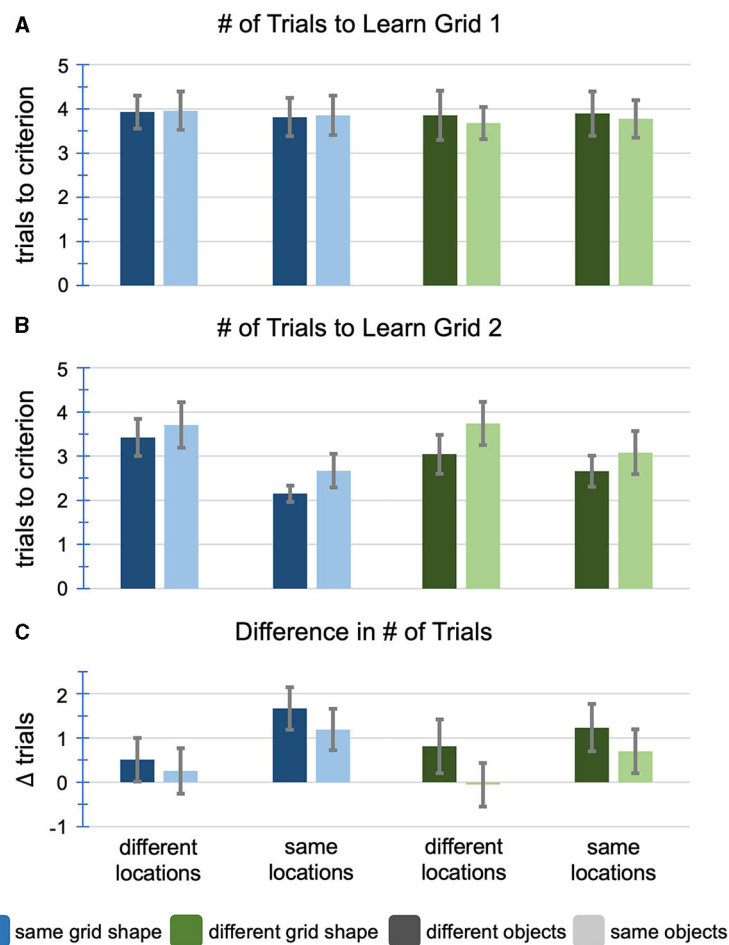 A
# of Trials to Learn Grid 1
trials to criterion
5
4
3
2
1
0
B
# of Trials to Learn Grid 2
trials to criterion
5
4
3
2
1
0
C
Difference in # of Trials
Δ trials
2
1
0
-1
different locations
same locations
different locations
same locations
same grid shape
different grid shape
different objects
same objects